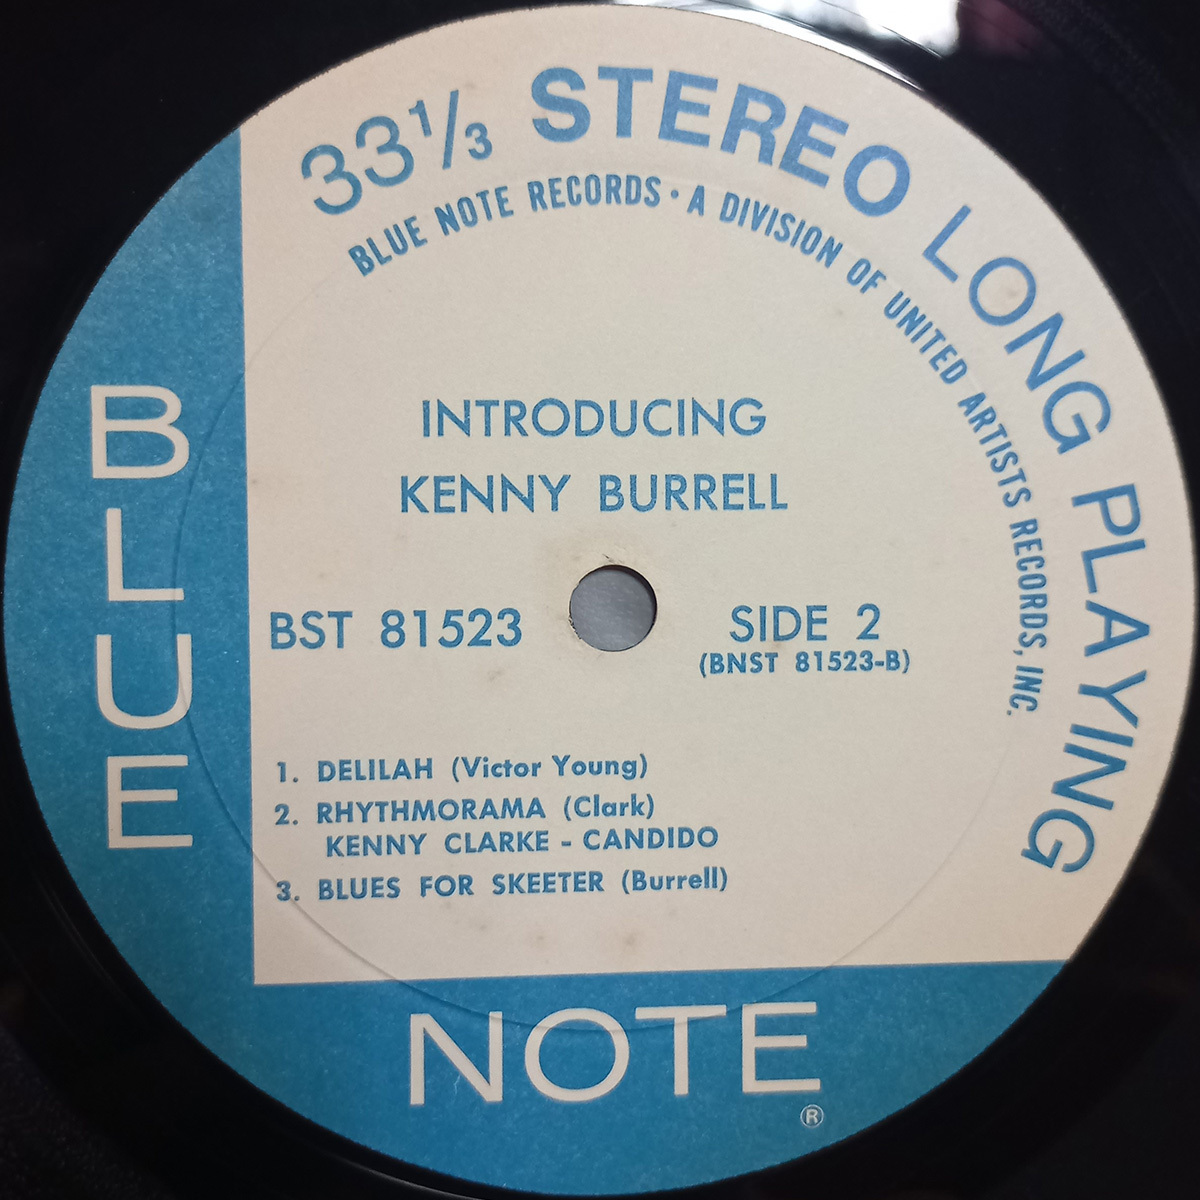 33⅓ STEREO LONG PLAYING
BLUE NOTE RECORDS · A DIVISION OF UNITED ARTISTS RECORDS, INC.
INTRODUCING
KENNY BURRELL
BST 81523
SIDE 2
(BNST 81523-B)
1. DELILAH (Victor Young)
2. RHYTHMORAMA (Clark)
KENNY CLARKE - CANDIDO
3. BLUES FOR SKEETER (Burrell)
BLUE
NOTE
®